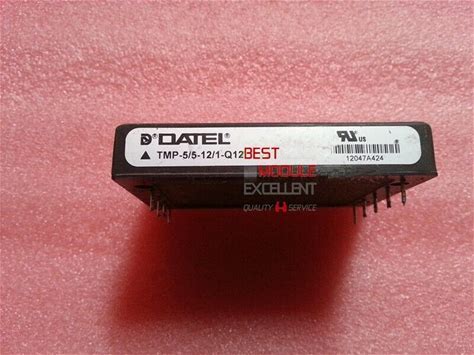 DATEL
TMP-5/5-12/1-Q12
US
12047A424
BEST
MODULE
EXCELLENT
QUALITY SERVICE